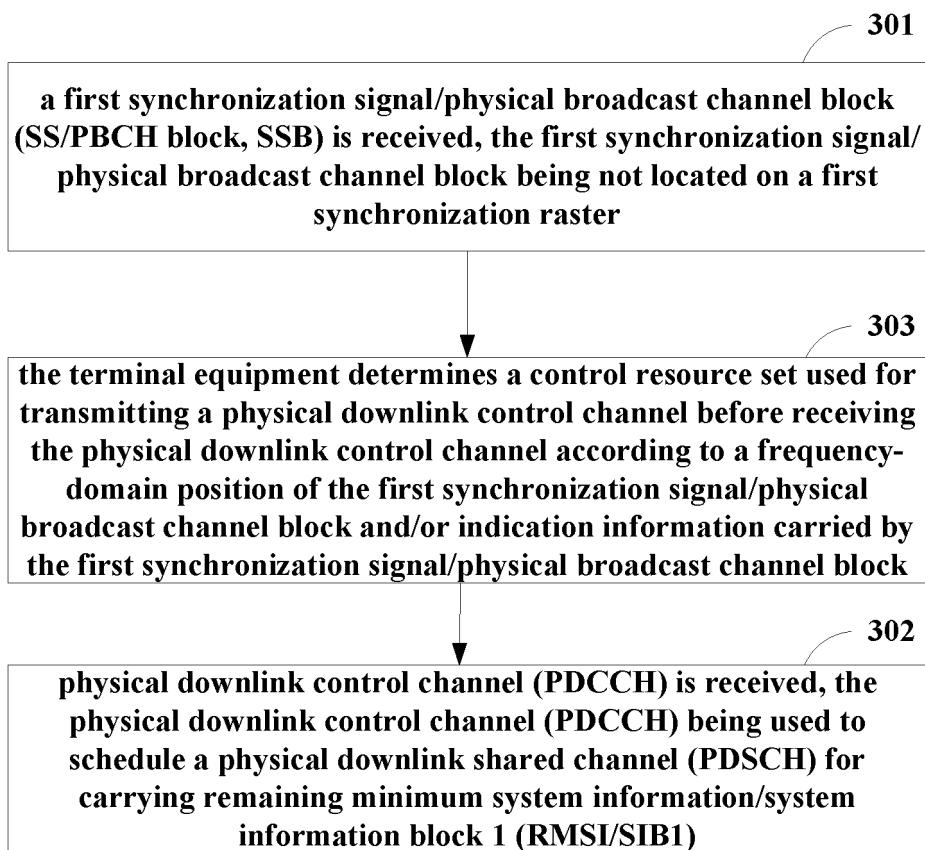 301
a first synchronization signal/physical broadcast channel block
(SS/PBCH block, SSB) is received, the first synchronization signal/
physical broadcast channel block being not located on a first
synchronization raster
303
the terminal equipment determines a control resource set used for
transmitting a physical downlink control channel before receiving
the physical downlink control channel according to a frequency-
domain position of the first synchronization signal/physical
broadcast channel block and/or indication information carried by
the first synchronization signal/physical broadcast channel block
302
physical downlink control channel (PDCCH) is received, the
physical downlink control channel (PDCCH) being used to
schedule a physical downlink shared channel (PDSCH) for
carrying remaining minimum system information/system
information block 1 (RMSI/SIB1)